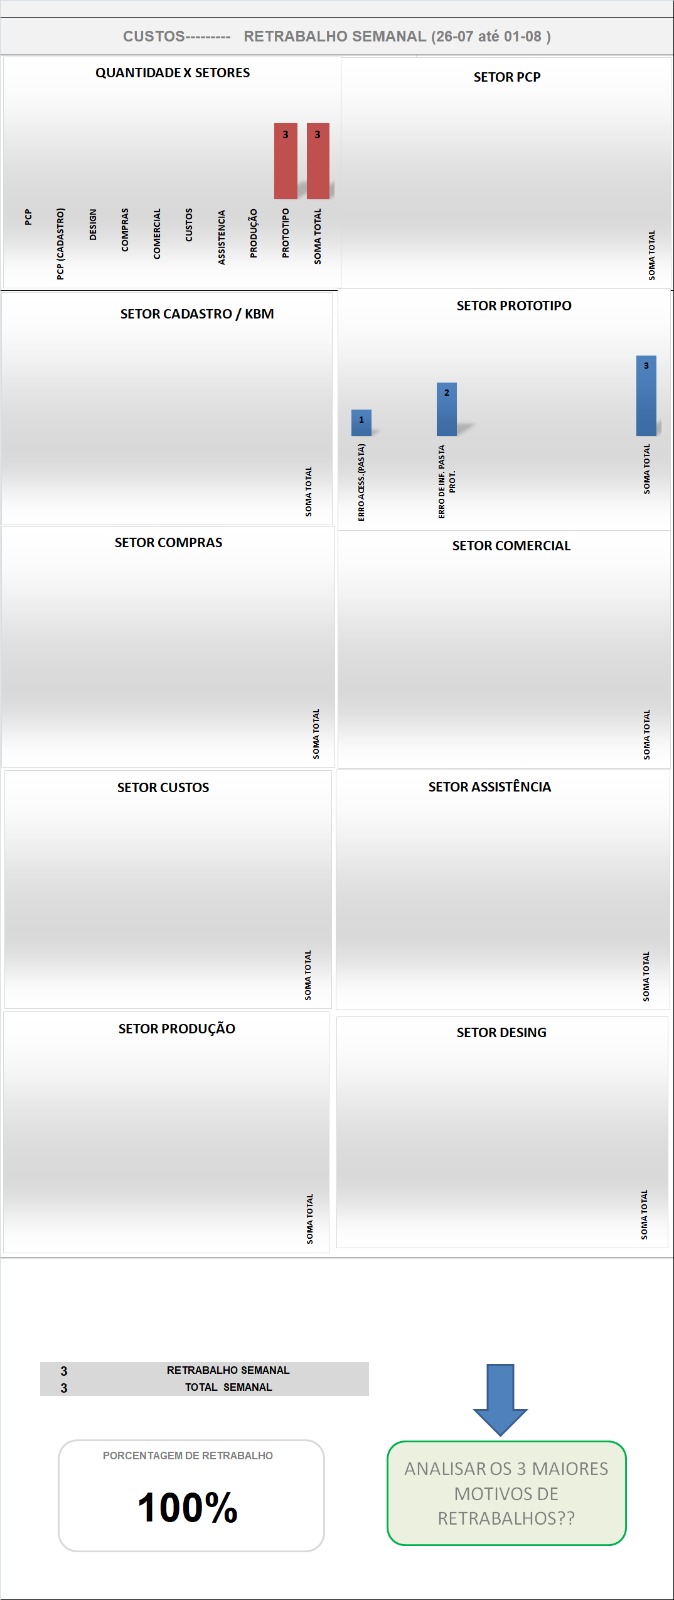 CUSTOS--------- RETRABALHO SEMANAL (26-07 até 01-08 )
QUANTIDADE X SETORES
3
3
PCP
PCP (CADASTRO)
DESIGN
COMPRAS
COMERCIAL
CUSTOS
ASSISTENCIA
PRODUÇÃO
PROTOTIPO
SOMA TOTAL
SETOR PCP
SOMA TOTAL
SETOR CADASTRO / KBM
SOMA TOTAL
SETOR PROTOTIPO
1
2
3
ERRO ACESS.(PASTA)
ERRO DE INF. PASTA
PROT.
SOMA TOTAL
SETOR COMPRAS
SOMA TOTAL
SETOR COMERCIAL
SOMA TOTAL
SETOR CUSTOS
SOMA TOTAL
SETOR ASSISTÊNCIA
SOMA TOTAL
SETOR PRODUÇÃO
SOMA TOTAL
SETOR DESING
SOMA TOTAL
3 RETRABALHO SEMANAL
3 TOTAL SEMANAL
PORCENTAGEM DE RETRABALHO
100%
ANALISAR OS 3 MAIORES
MOTIVOS DE
RETRABALHOS??